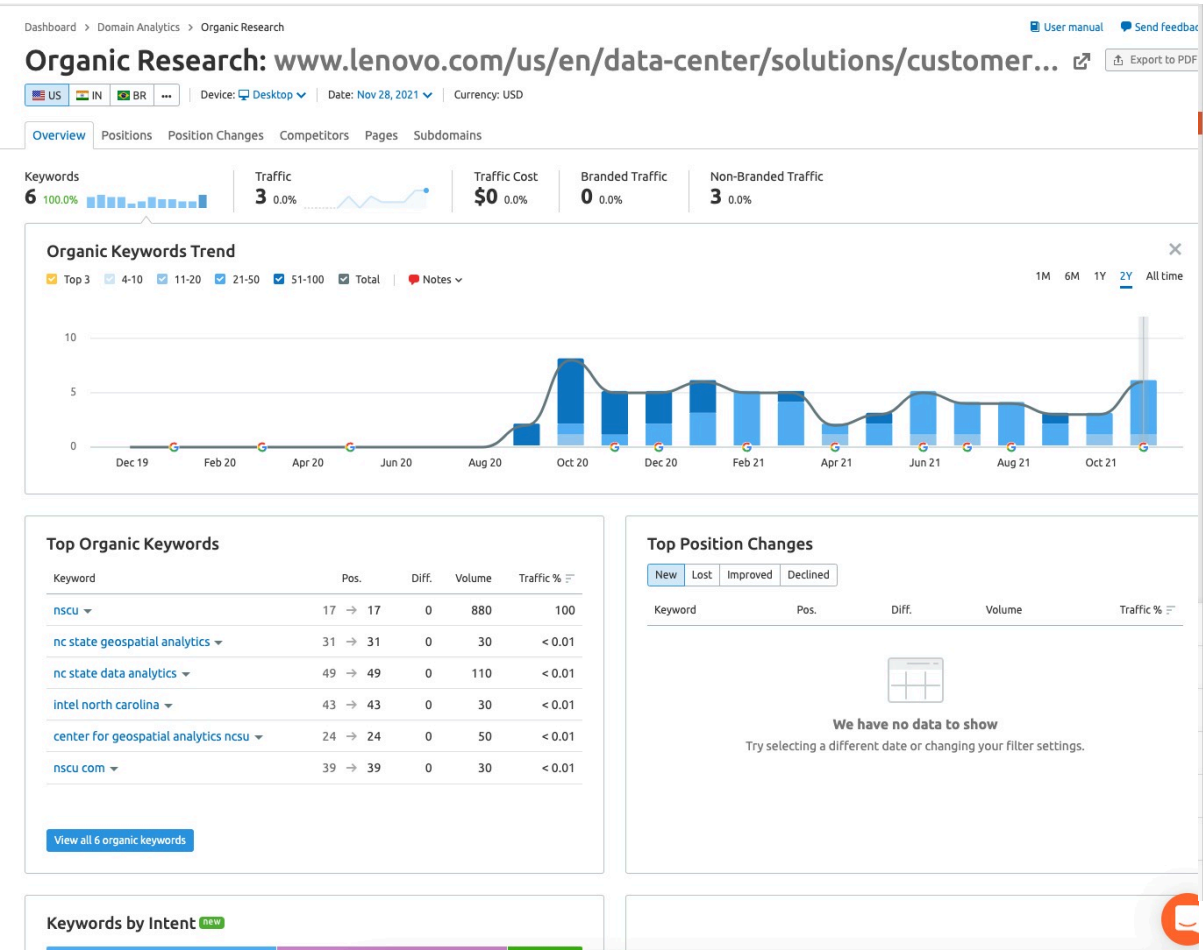 Dashboard > Domain Analytics > Organic Research
User manual
Send feedbac
Organic Research: www.lenovo.com/us/en/data-center/solutions/customer...
Export to PDF
US IN BR ... Device: Desktop Date: Nov 28, 2021 Currency: USD
Overview Positions Position Changes Competitors Pages Subdomains
Keywords Traffic Traffic Cost Branded Traffic Non-Branded Traffic
6 100.0% 3 0.0% $0 0.0% 0 0.0% 3 0.0%
Organic Keywords Trend
Top 3 4-10 11-20 21-50 51-100 Total Notes
1M 6M 1Y 2Y All time
10
5
0
Dec 19 Feb 20 Apr 20 Jun 20 Aug 20 Oct 20 Dec 20 Feb 21 Apr 21 Jun 21 Aug 21 Oct 21
Top Organic Keywords
Keyword Pos. Diff. Volume Traffic %
nscu 17 → 17 0 880 100
nc state geospatial analytics 31 → 31 0 30 < 0.01
nc state data analytics 49 → 49 0 110 < 0.01
intel north carolina 43 → 43 0 30 < 0.01
center for geospatial analytics ncsu 24 → 24 0 50 < 0.01
nscu com 39 → 39 0 30 < 0.01
View all 6 organic keywords
Top Position Changes
New Lost Improved Declined
Keyword Pos. Diff. Volume Traffic %
We have no data to show
Try selecting a different date or changing your filter settings.
Keywords by Intent new